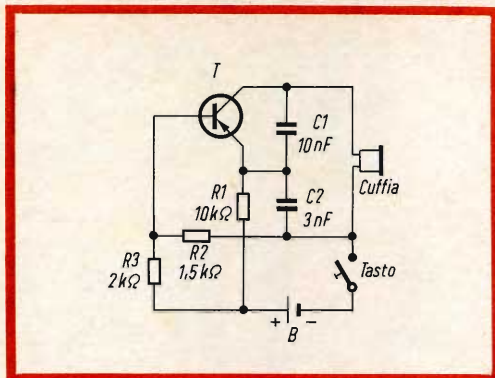 T
C1
10nF
Cuffia
R1
10kΩ
C2
3nF
R2
1,5kΩ
R3
2kΩ
Tasto
+ B -